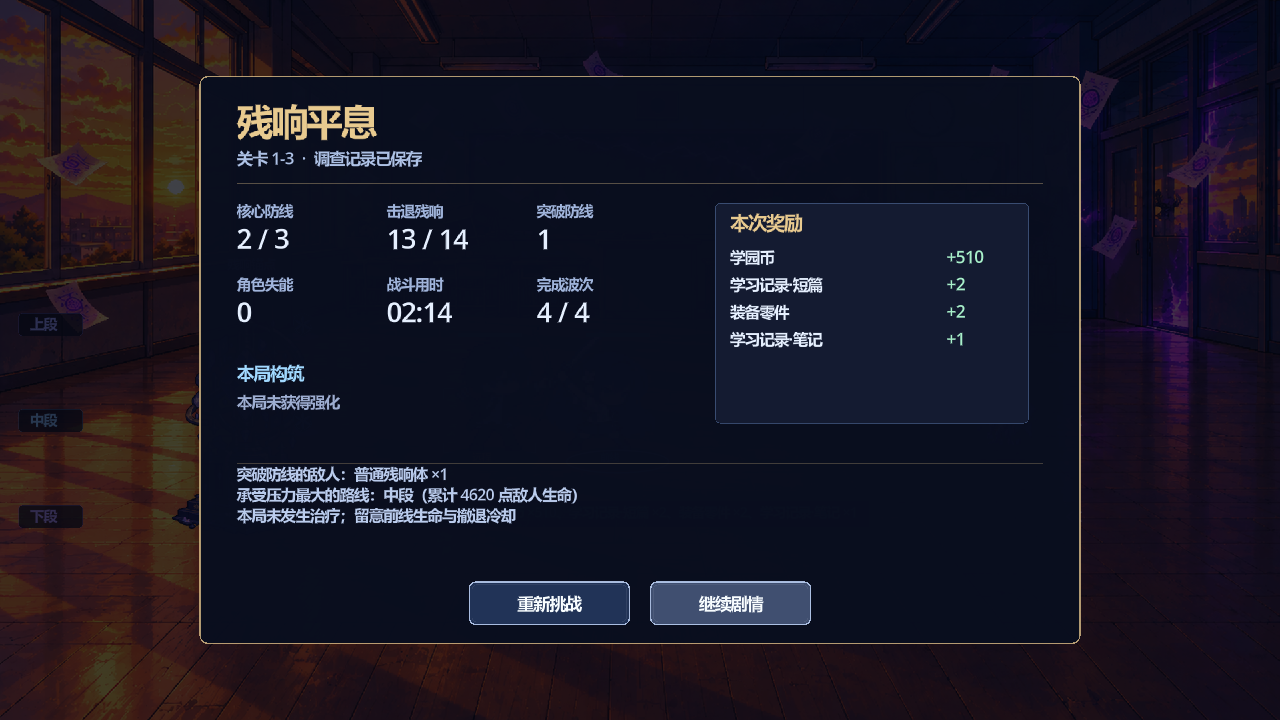 残响平息
关卡 1-3 · 调查记录已保存
核心防线 击退残响 突破防线
2 / 3 13 / 14 1
角色失能 战斗用时 完成波次
0 02:14 4 / 4
本局构筑
本局未获得强化
本次奖励
学园币 +510
学习记录·短篇 +2
装备零件 +2
学习记录·笔记 +1
突破防线的敌人：普通残响体 ×1
承受压力最大的路线：中段（累计 4620 点敌人生命）
本局未发生治疗；留意前线生命与撤退冷却
重新挑战 继续剧情
上段
中段
下段